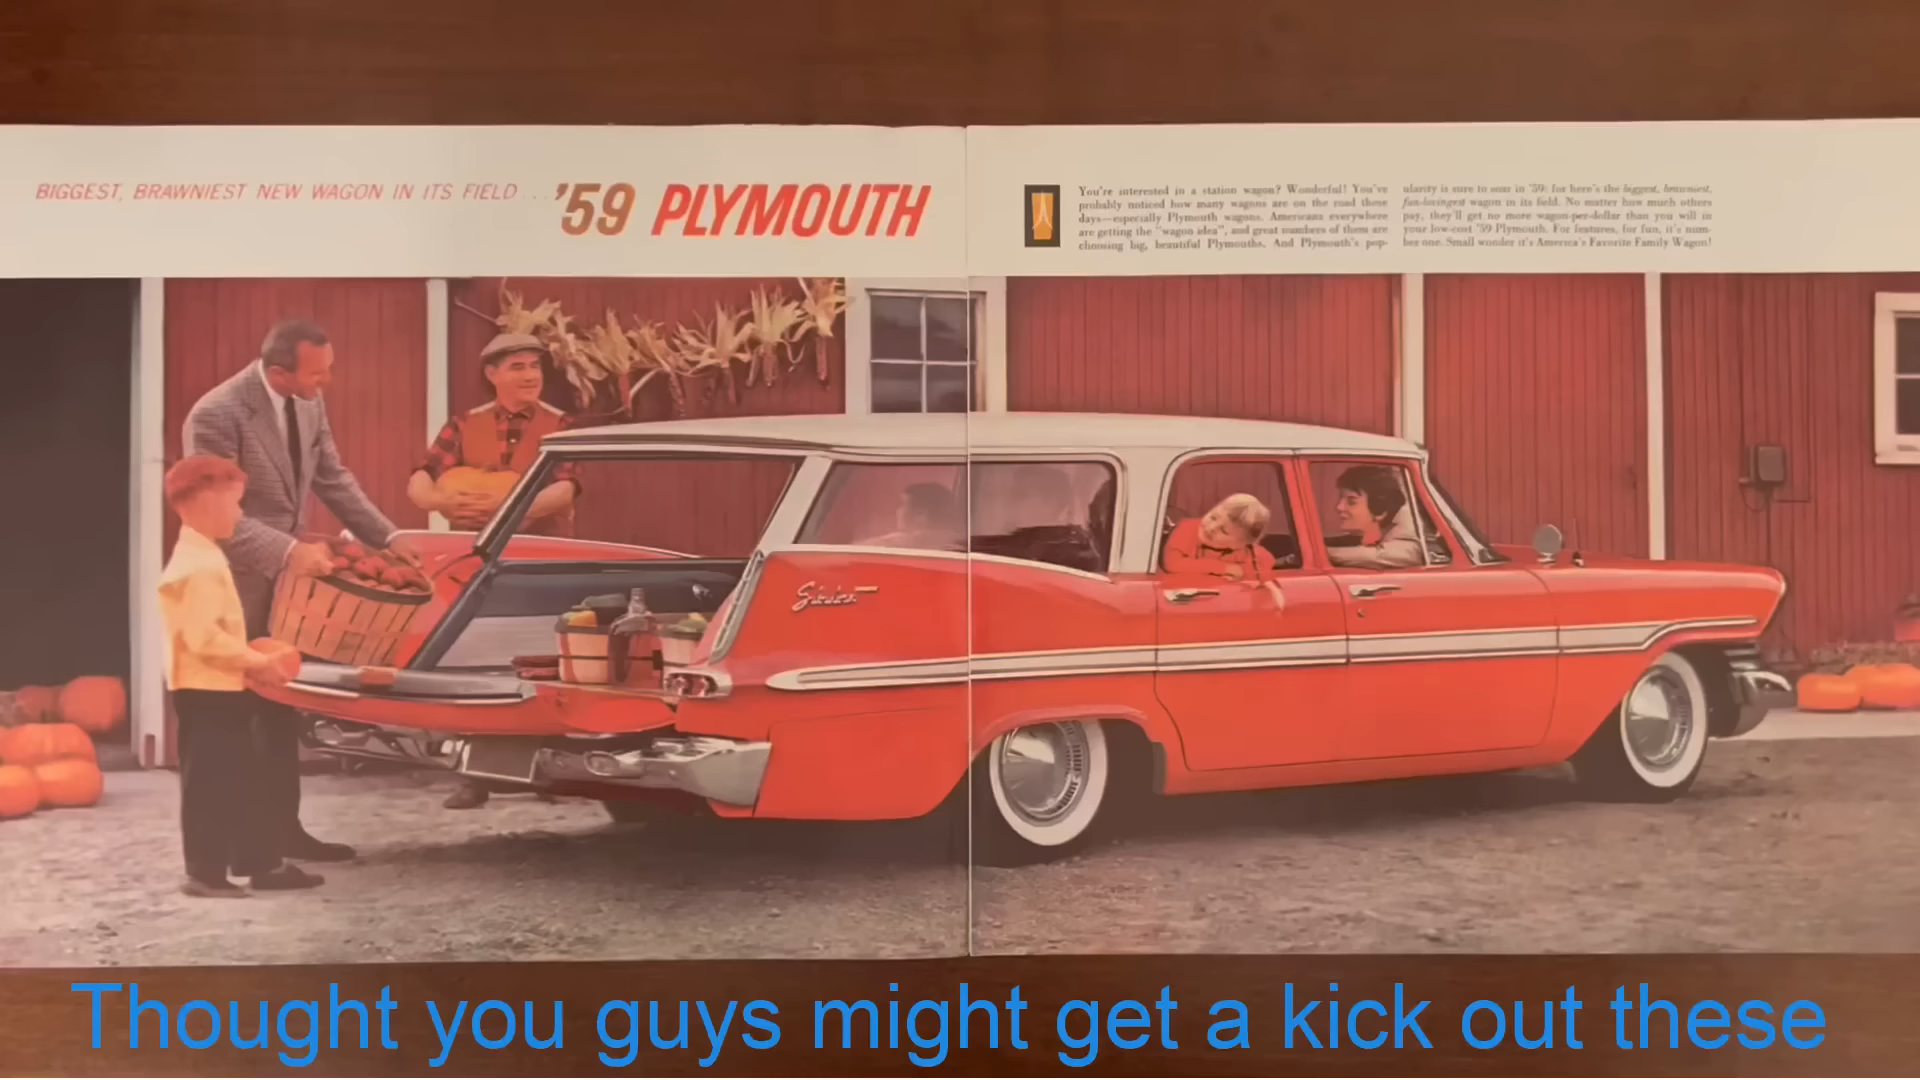 BIGGEST, BRAWNIEST NEW WAGON IN ITS FIELD . . . '59 PLYMOUTH
You're interested in a station wagon? Wonderful! You've
probably noticed how many wagons are on the road these
days—especially Plymouth wagons. Americans everywhere
are getting the "wagon idea", and great numbers of them are
choosing big, beautiful Plymouths. And Plymouth's pop-
ularity is sure to soar in '59: for here's the biggest, brawniest,
fun-lovingest wagon in its field. No matter how much others
pay, they'll get no more wagon-per-dollar than you will in
your low-cost '59 Plymouth. For features, for fun, it's num-
ber one. Small wonder it's America's Favorite Family Wagon!
Suburban
Thought you guys might get a kick out these